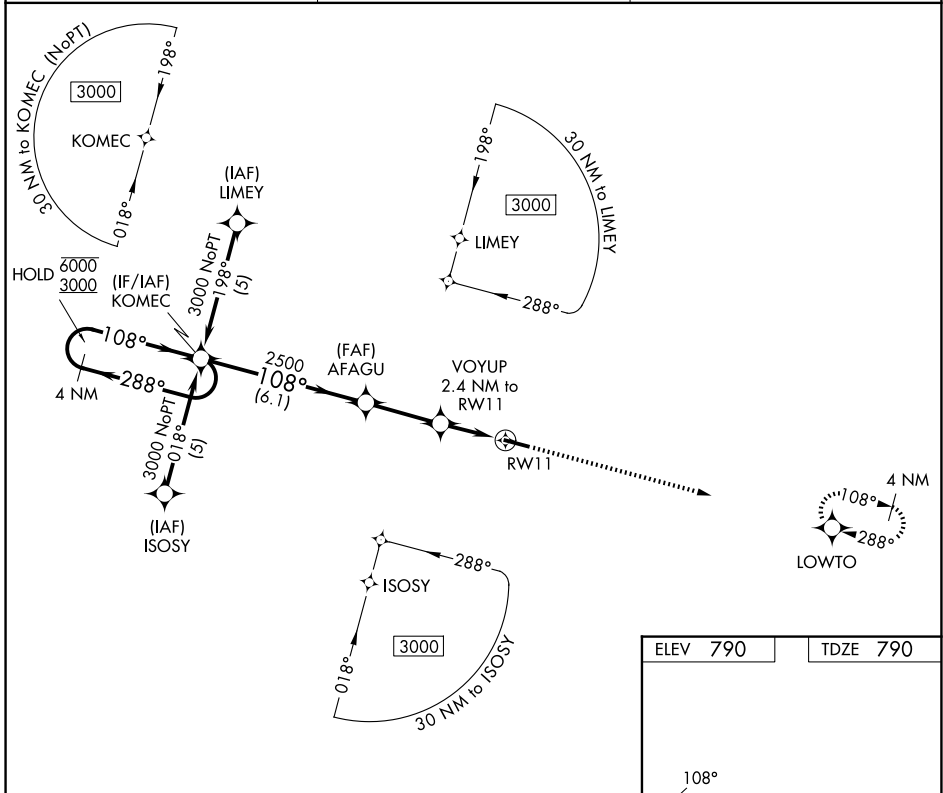 30 NM to KOMEC (NoPT)
3000
198°
KOMEC
018°
(IAF)
LIMEY
3000 NoPT
198°
(5)
198°
30 NM to LIMEY
3000
LIMEY
288°
HOLD 6000
3000
(IF/IAF)
KOMEC
108°
288°
4 NM
2500
108°
(6.1)
(FAF)
AFAGU
VOYUP
2.4 NM to
RW11
RW11
3000 NoPT
018°
(5)
(IAF)
ISOSY
4 NM
108°
288°
LOWTO
288°
ISOSY
3000
018°
30 NM to ISOSY
ELEV 790
TDZE 790
108°